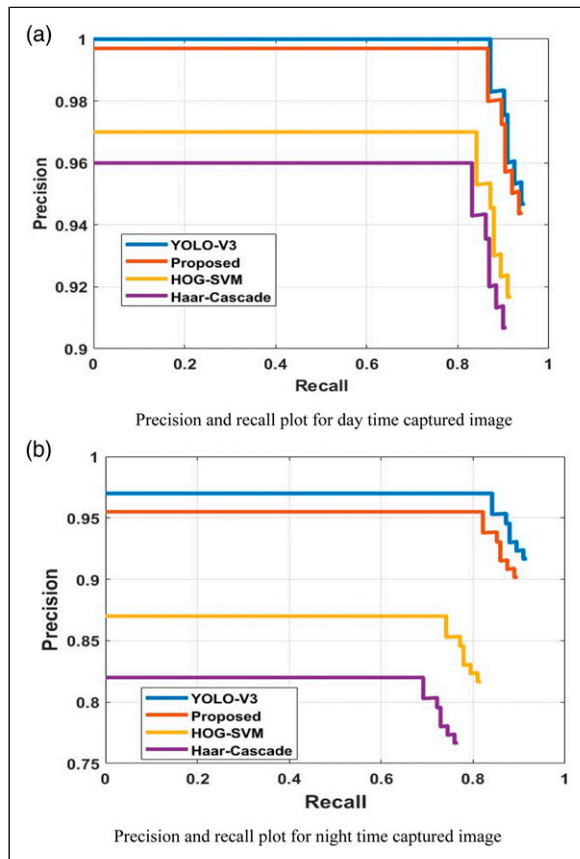 (a)
1
0.98
0.96
0.94
0.92
0.9
Precision
YOLO-V3
Proposed
HOG-SVM
Haar-Cascade
0 0.2 0.4 0.6 0.8 1
Recall
Precision and recall plot for day time captured image
(b)
1
0.95
0.9
0.85
0.8
0.75
Precision
YOLO-V3
Proposed
HOG-SVM
Haar-Cascade
0 0.2 0.4 0.6 0.8 1
Recall
Precision and recall plot for night time captured image